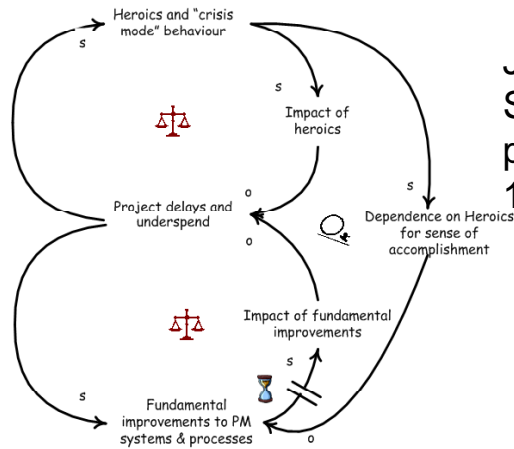 Heroics and “crisis
mode” behaviour
s
s
Impact of
heroics
o
s
Project delays and
underspend
o
Dependence on Heroics
for sense of
accomplishment
Impact of fundamental
improvements
s
s
Fundamental
improvements to PM
systems & processes
o